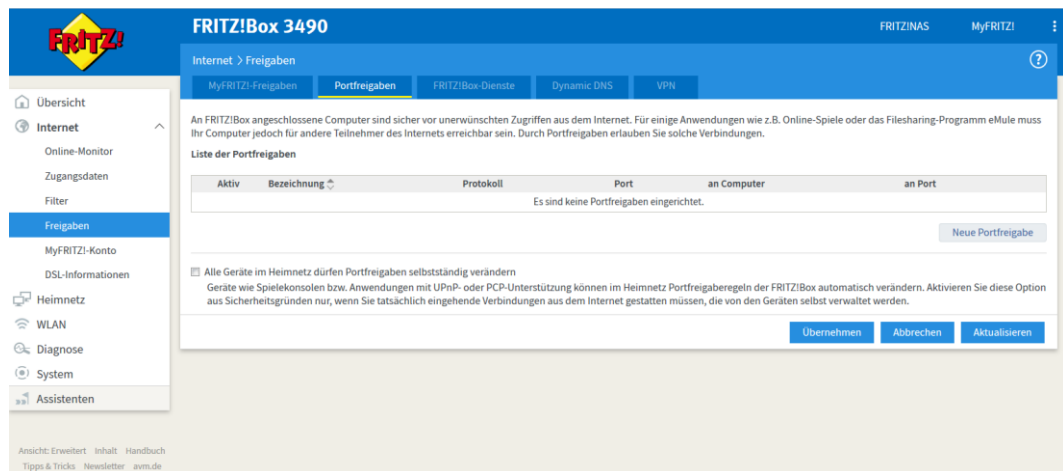 FRITZ!
FRITZ!Box 3490
FRITZ!NAS
MyFRITZ!
Internet > Freigaben
MyFRITZ!-Freigaben
Portfreigaben
FRITZ!Box-Dienste
Dynamic DNS
VPN
Übersicht
Internet
Online-Monitor
Zugangsdaten
Filter
Freigaben
MyFRITZ!-Konto
DSL-Informationen
Heimnetz
WLAN
Diagnose
System
Assistenten
Ansicht: Erweitert Inhalt Handbuch
Tipps & Tricks Newsletter avm.de
An FRITZ!Box angeschlossene Computer sind sicher vor unerwünschten Zugriffen aus dem Internet. Für einige Anwendungen wie z.B. Online-Spiele oder das Filesharing-Programm eMule muss
Ihr Computer jedoch für andere Teilnehmer des Internets erreichbar sein. Durch Portfreigaben erlauben Sie solche Verbindungen.
Liste der Portfreigaben
Aktiv Bezeichnung Protokoll Port an Computer an Port
Es sind keine Portfreigaben eingerichtet.
Neue Portfreigabe
Alle Geräte im Heimnetz dürfen Portfreigaben selbstständig verändern
Geräte wie Spielekonsolen bzw. Anwendungen mit UPnP- oder PCP-Unterstützung können im Heimnetz Portfreigaberegeln der FRITZ!Box automatisch verändern. Aktivieren Sie diese Option
aus Sicherheitsgründen nur, wenn Sie tatsächlich eingehende Verbindungen aus dem Internet gestatten müssen, die von den Geräten selbst verwaltet werden.
Übernehmen
Abbrechen
Aktualisieren